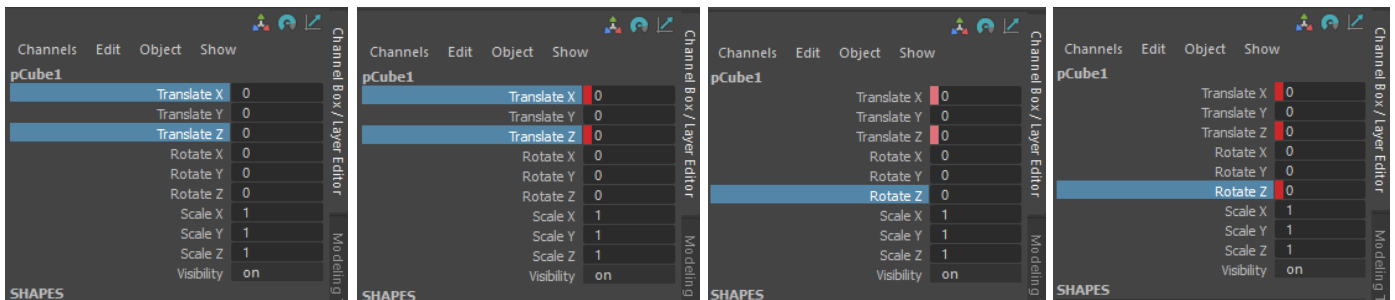 Channels Edit Object Show
pCube1
Translate X 0
Translate Y 0
Translate Z 0
Rotate X 0
Rotate Y 0
Rotate Z 0
Scale X 1
Scale Y 1
Scale Z 1
Visibility on
SHAPES
Channel Box / Layer Editor
Modeling T
Channels Edit Object Show
pCube1
Translate X 0
Translate Y 0
Translate Z 0
Rotate X 0
Rotate Y 0
Rotate Z 0
Scale X 1
Scale Y 1
Scale Z 1
Visibility on
SHAPES
Channel Box / Layer Editor
Modeling
Channels Edit Object Show
pCube1
Translate X 0
Translate Y 0
Translate Z 0
Rotate X 0
Rotate Y 0
Rotate Z 0
Scale X 1
Scale Y 1
Scale Z 1
Visibility on
SHAPES
Channel Box / Layer Editor
Modeling
Channels Edit Object Show
pCube1
Translate X 0
Translate Y 0
Translate Z 0
Rotate X 0
Rotate Y 0
Rotate Z 0
Scale X 1
Scale Y 1
Scale Z 1
Visibility on
SHAPES
Channel Box / Layer Editor
Modeling T